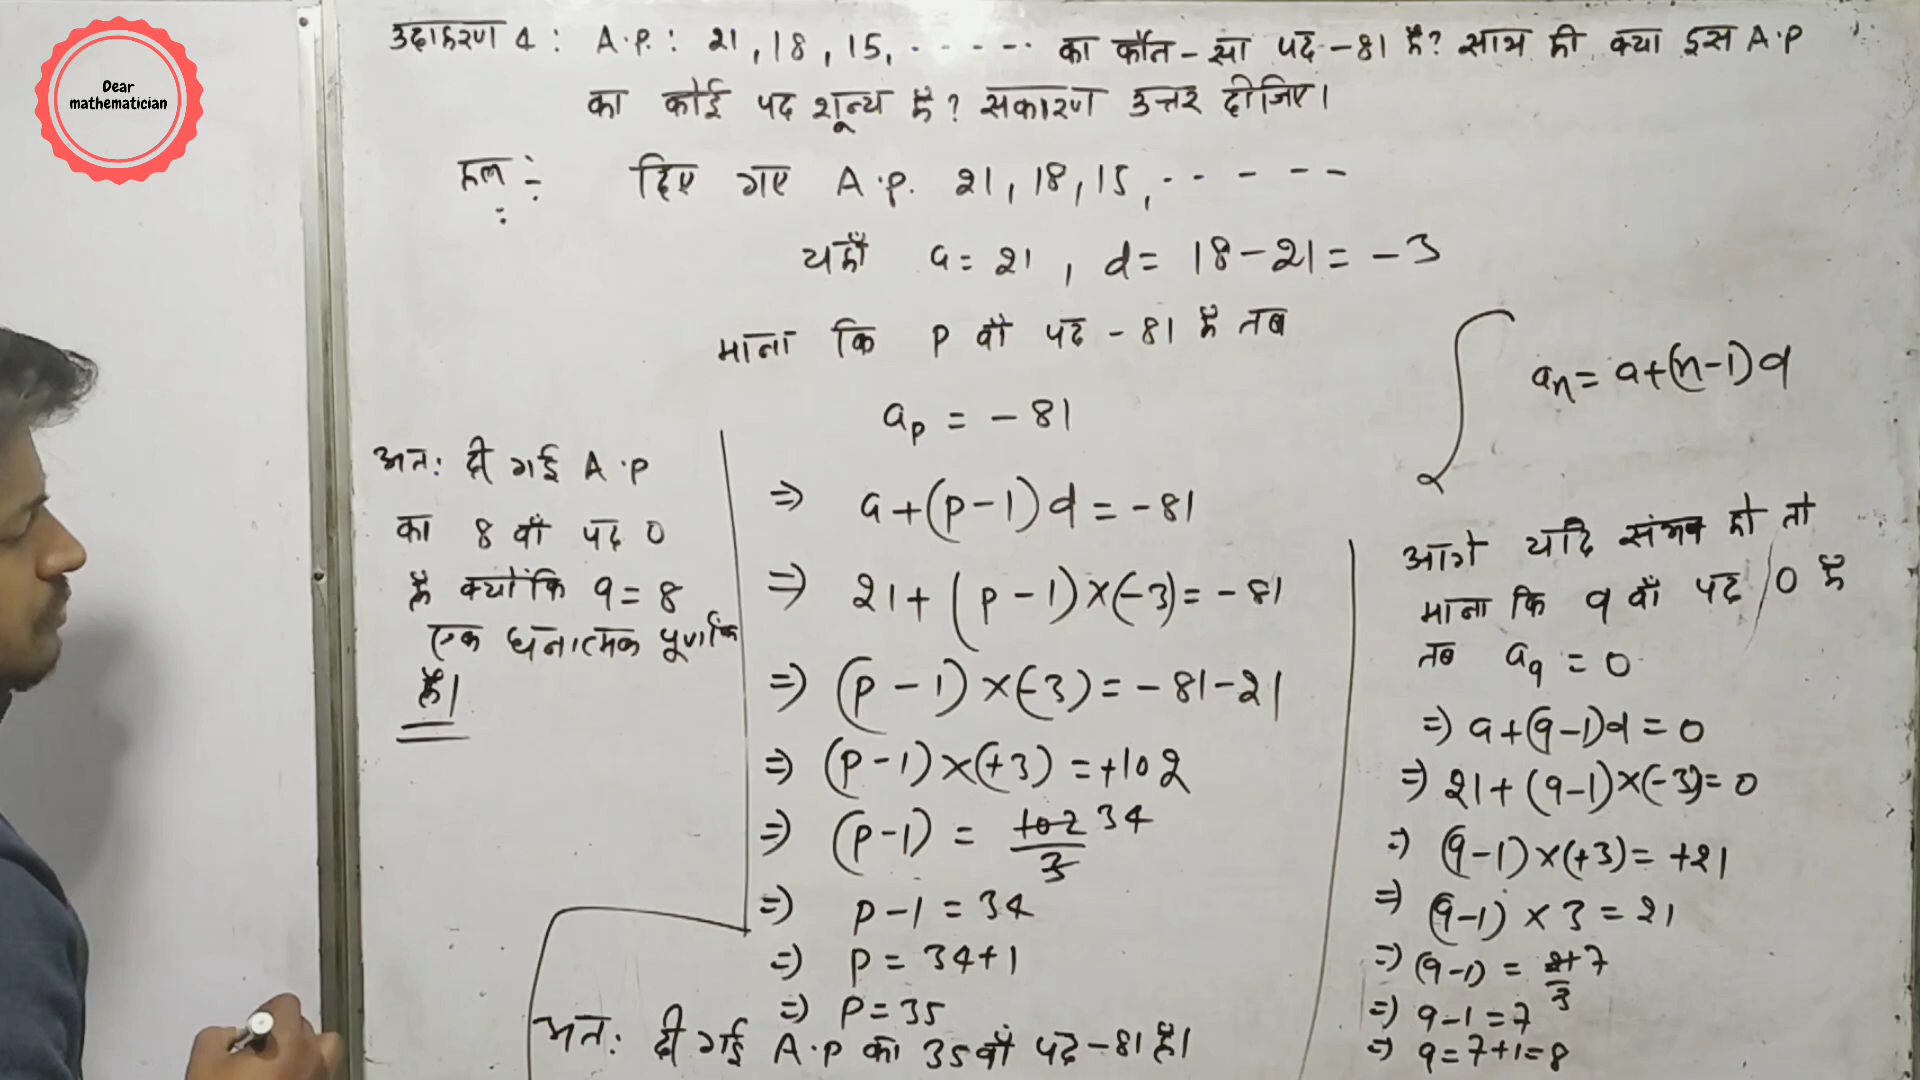 Dear
mathematician
उदाहरण 4 : A.P. : 21, 18, 15, ...... का कौन-सा पद -81 है? साथ ही क्या इस A.P
का कोई पद शून्य है? सकारण उत्तर दीजिए।
हल :- दिए गए A.P. 21, 18, 15, ------
यहाँ a = 21 , d = 18-21 = -3
माना कि p वाँ पद -81 है तब
a_p = -81
⇒ a+(p-1)d = -81
⇒ 21+(p-1)×(-3) = -81
⇒ (p-1)×(-3) = -81-21
⇒ (p-1)×(+3) = +102
⇒ (p-1) = 102/3 34
⇒ p-1 = 34
⇒ p = 34+1
⇒ p = 35
अतः दी गई A.P का 35 वाँ पद -81 है।
a_n = a+(n-1)d
आगे यदि संभव हो तो
माना कि q वाँ पद 0 है
तब a_q = 0
⇒ a+(q-1)d = 0
⇒ 21+(q-1)×(-3) = 0
⇒ (q-1)×(+3) = +21
⇒ (q-1) × 3 = 21
⇒ (q-1) = 21/3 7
⇒ q-1 = 7
⇒ q = 7+1 = 8
अतः दी गई A.P
का 8 वाँ पद 0
है क्योंकि q = 8
एक धनात्मक पूर्णांक
है।